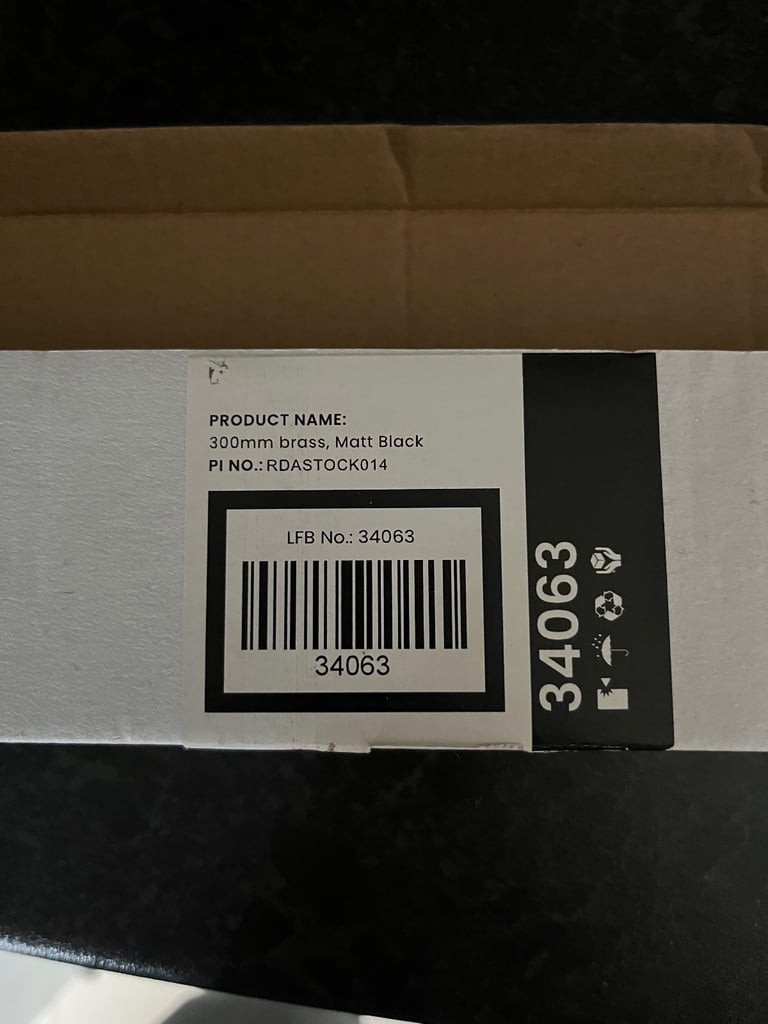 PRODUCT NAME:
300mm brass, Matt Black
PI NO.: RDASTOCK014
LFB No.: 34063
34063
34063